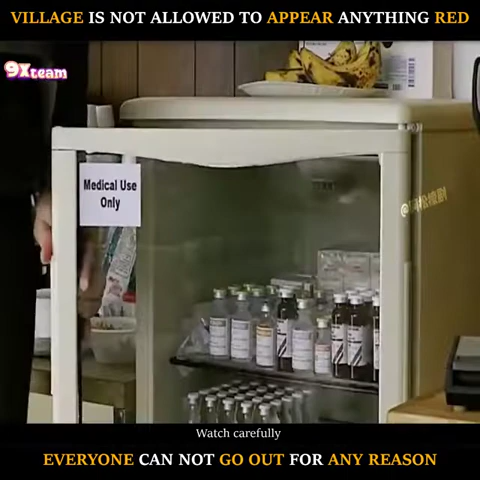 VILLAGE IS NOT ALLOWED TO APPEAR ANYTHING RED
9Xteam
Medical Use
Only
Watch carefully
EVERYONE CAN NOT GO OUT FOR ANY REASON